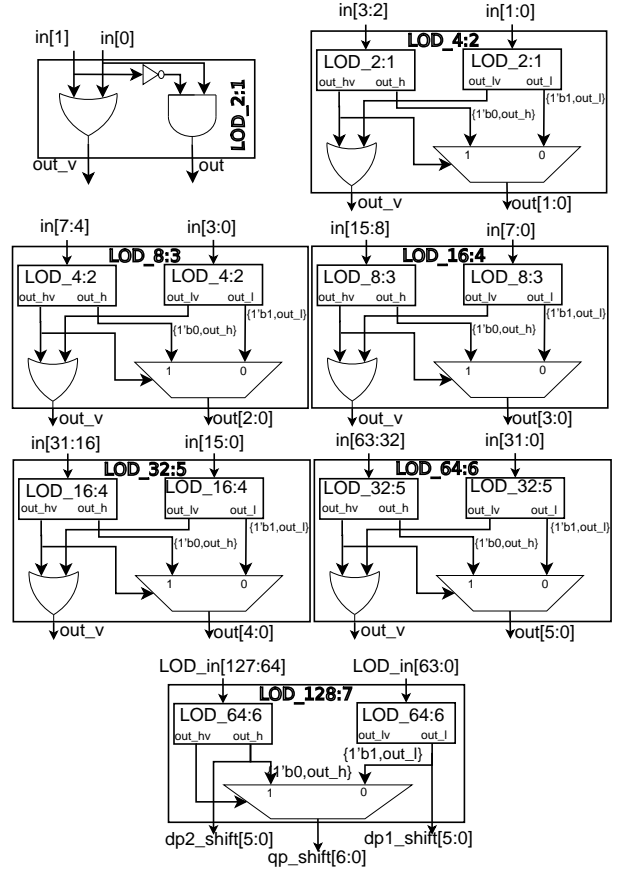 in[1] in[0]
LOD_2:1
out_v out
in[3:2] in[1:0]
LOD_4:2
LOD_2:1 LOD_2:1
out_hv out_h out_lv out_l
{1'b1,out_l}
{1'b0,out_h}
1 0
out_v out[1:0]
in[7:4] in[3:0]
LOD_8:3
LOD_4:2 LOD_4:2
out_hv out_h out_lv out_l
{1'b1,out_l}
{1'b0,out_h}
1 0
out_v out[2:0]
in[15:8] in[7:0]
LOD_16:4
LOD_8:3 LOD_8:3
out_hv out_h out_lv out_l
{1'b1,out_l}
{1'b0,out_h}
1 0
out_v out[3:0]
in[31:16] in[15:0]
LOD_32:5
LOD_16:4 LOD_16:4
out_hv out_h out_lv out_l
{1'b1,out_l}
{1'b0,out_h}
1 0
out_v out[4:0]
in[63:32] in[31:0]
LOD_64:6
LOD_32:5 LOD_32:5
out_hv out_h out_lv out_l
{1'b1,out_l}
{1'b0,out_h}
1 0
out_v out[5:0]
LOD_in[127:64] LOD_in[63:0]
LOD_128:7
LOD_64:6 LOD_64:6
out_hv out_h out_lv out_l
{1'b1,out_l}
{1'b0,out_h}
1 0
dp2_shift[5:0] dp1_shift[5:0]
qp_shift[6:0]